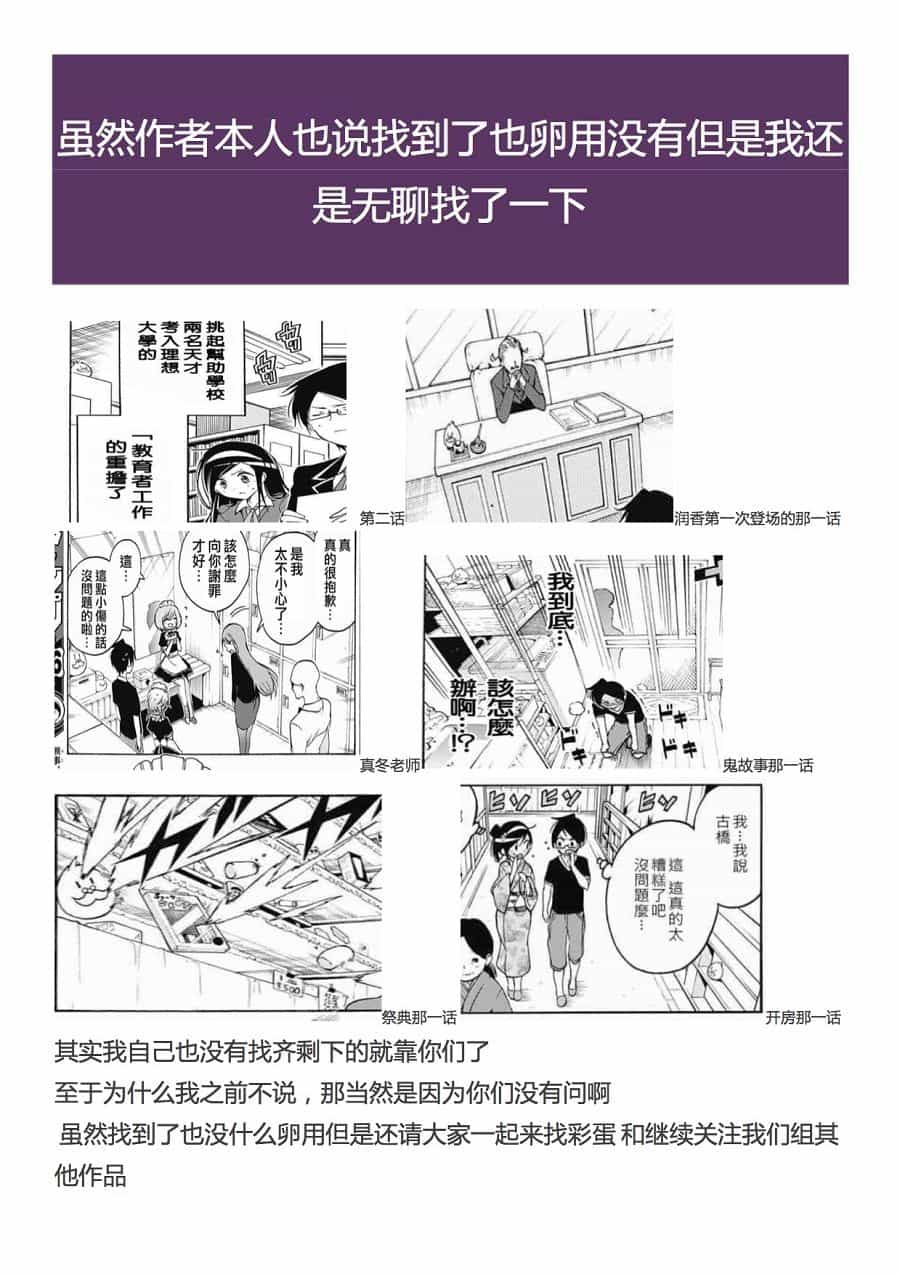 虽然作者本人也说找到了也卵用没有但是我还
是无聊找了一下
挑起幫助學校
兩名天才
考入理想
大學的
「教育者工作」
的重擔了
第二话
润香第一次登场的那一话
真
真的很抱歉…
是我
太不小心了…
該怎麼
向你謝罪
才好…
這…
這點小傷的話
沒問題的啦…
真冬老师
我到底…
該怎麼
辦啊…!?
ドキ
ドキ
鬼故事那一话
500
祭典那一话
ヒソ
ヒソ
ヒソ
我…我說
古橋
這 這真的太
糟糕了吧
沒問題麼…
开房那一话
其实我自己也没有找齐剩下的就靠你们了
至于为什么我之前不说，那当然是因为你们没有问啊
虽然找到了也没什么卵用但是还请大家一起来找彩蛋 和继续关注我们组其
他作品